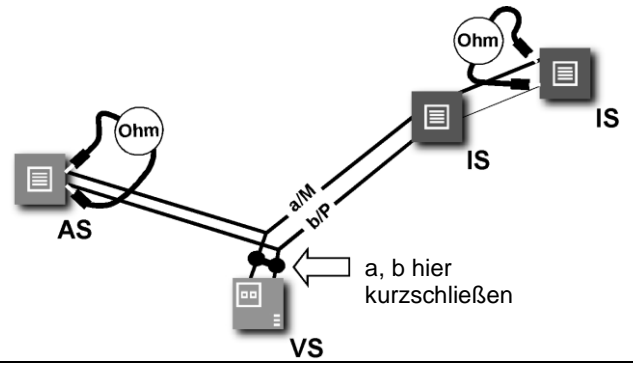 Ohm
IS
Ohm
IS
AS
a/M
b/P
a, b hier
kurzschließen
VS